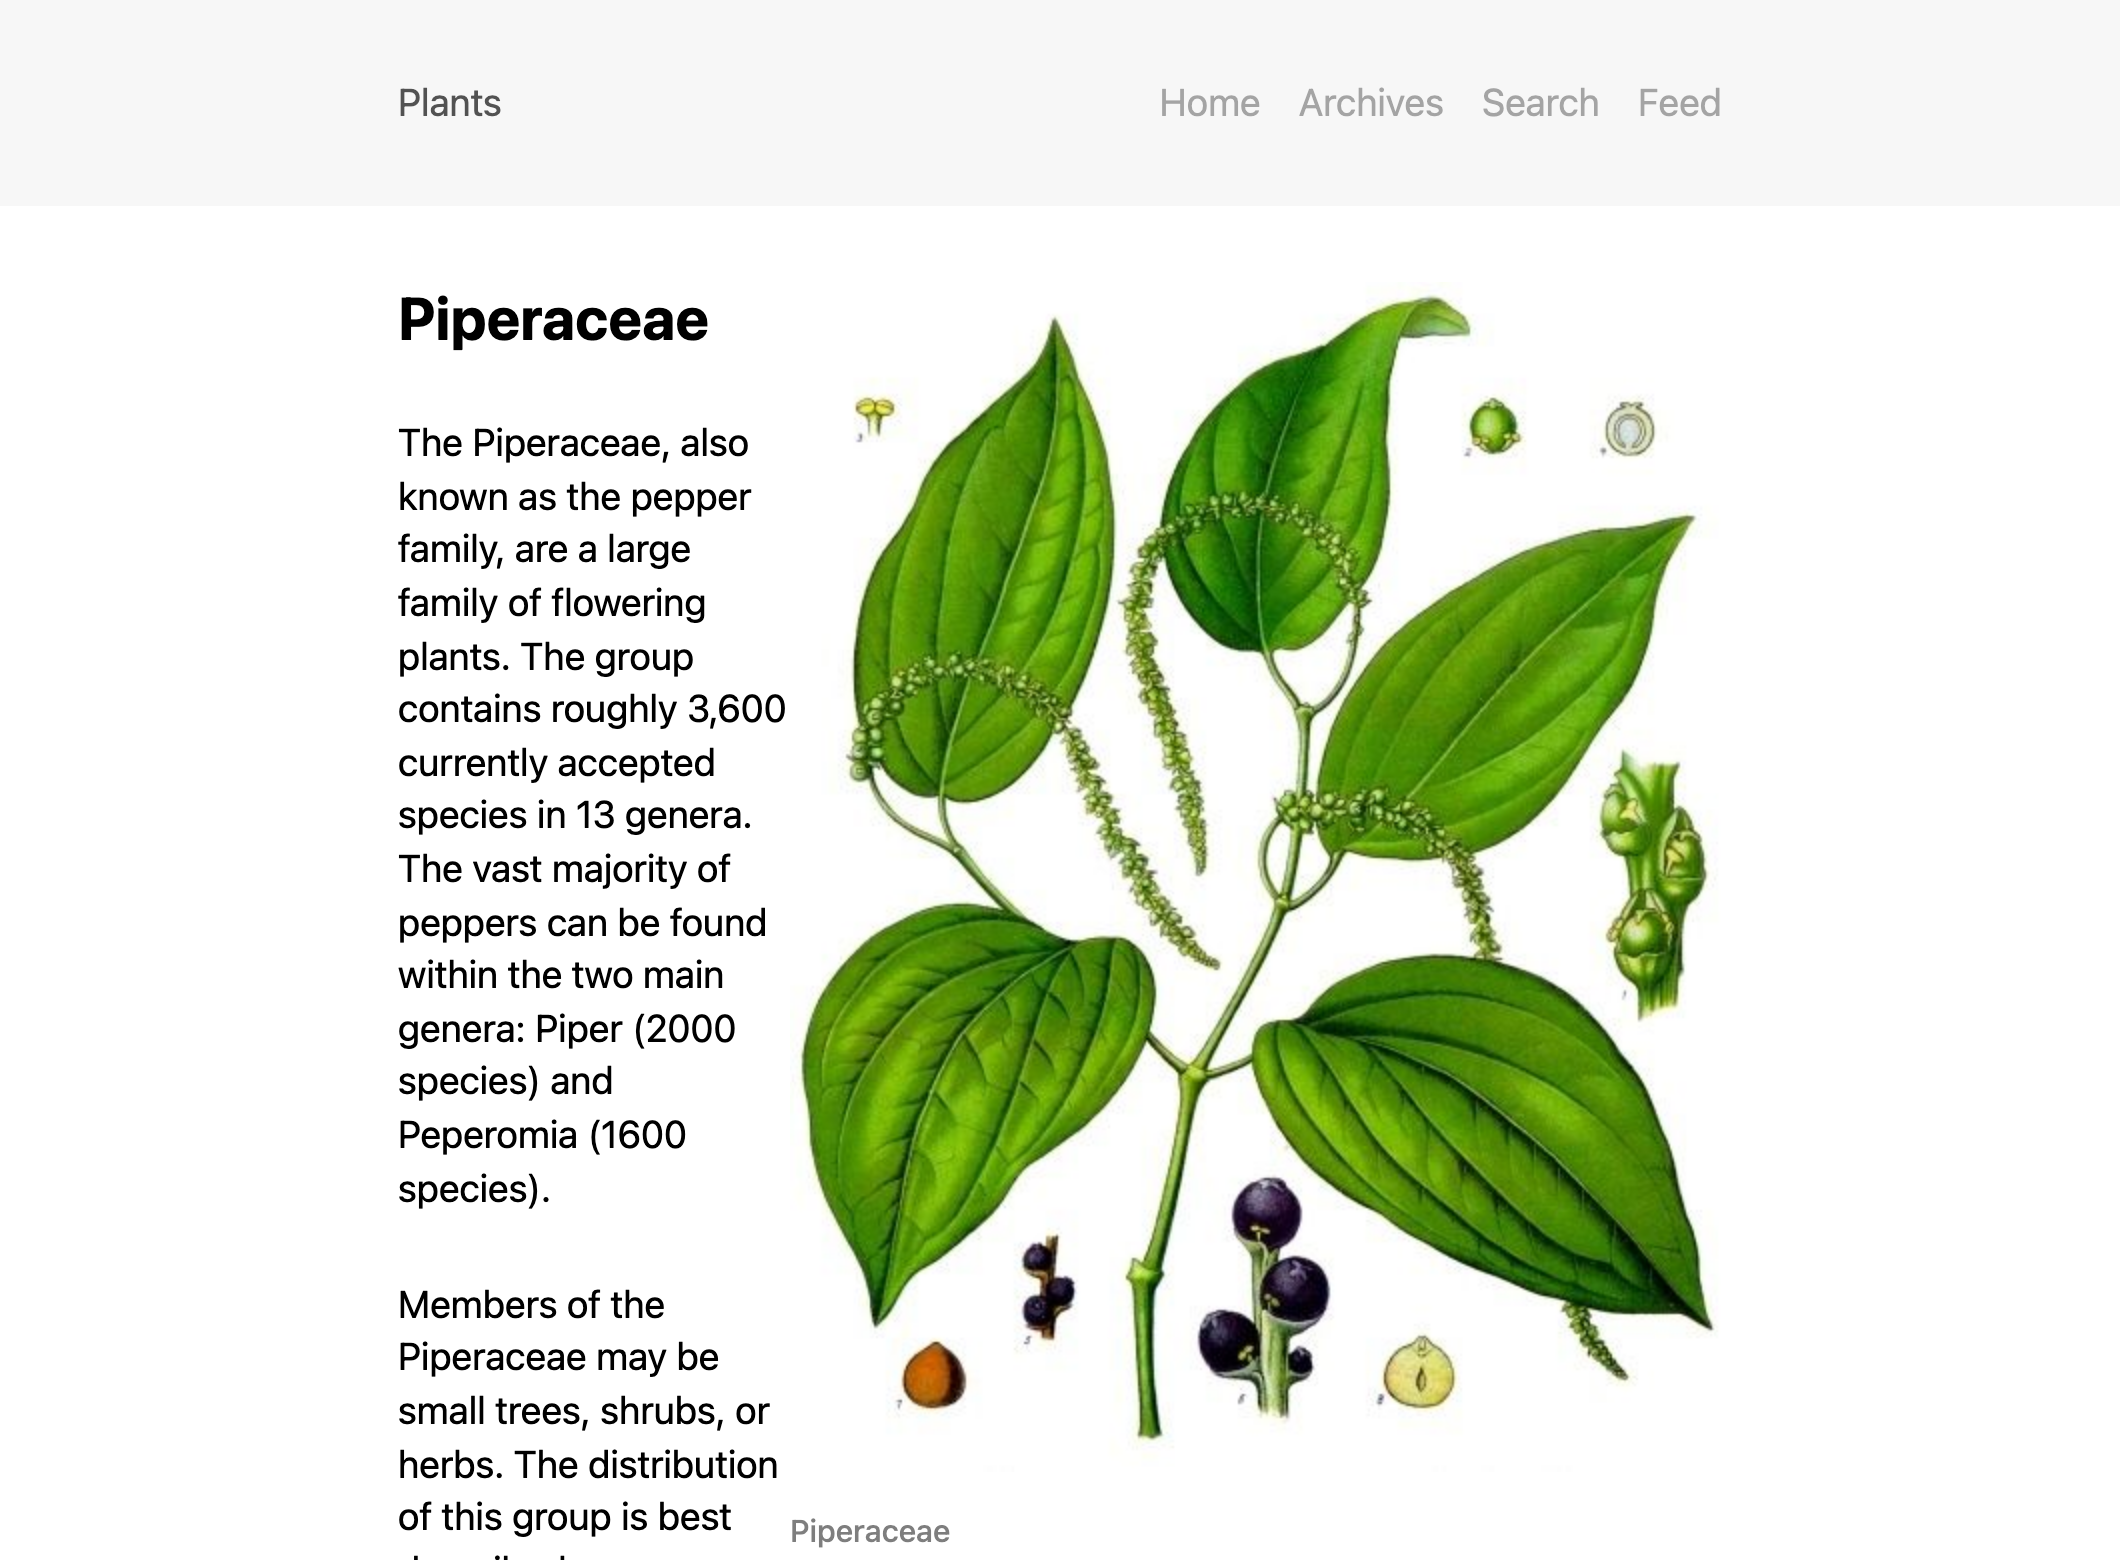 Plants
Home Archives Search Feed
Piperaceae
The Piperaceae, also
known as the pepper
family, are a large
family of flowering
plants. The group
contains roughly 3,600
currently accepted
species in 13 genera.
The vast majority of
peppers can be found
within the two main
genera: Piper (2000
species) and
Peperomia (1600
species).
Members of the
Piperaceae may be
small trees, shrubs, or
herbs. The distribution
of this group is best
Piperaceae